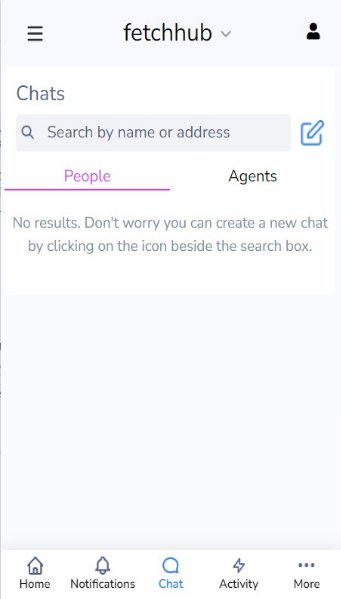 fetchhub
Chats
Search by name or address
People
Agents
No results. Don't worry you can create a new chat
by clicking on the icon beside the search box.
Home
Notifications
Chat
Activity
More